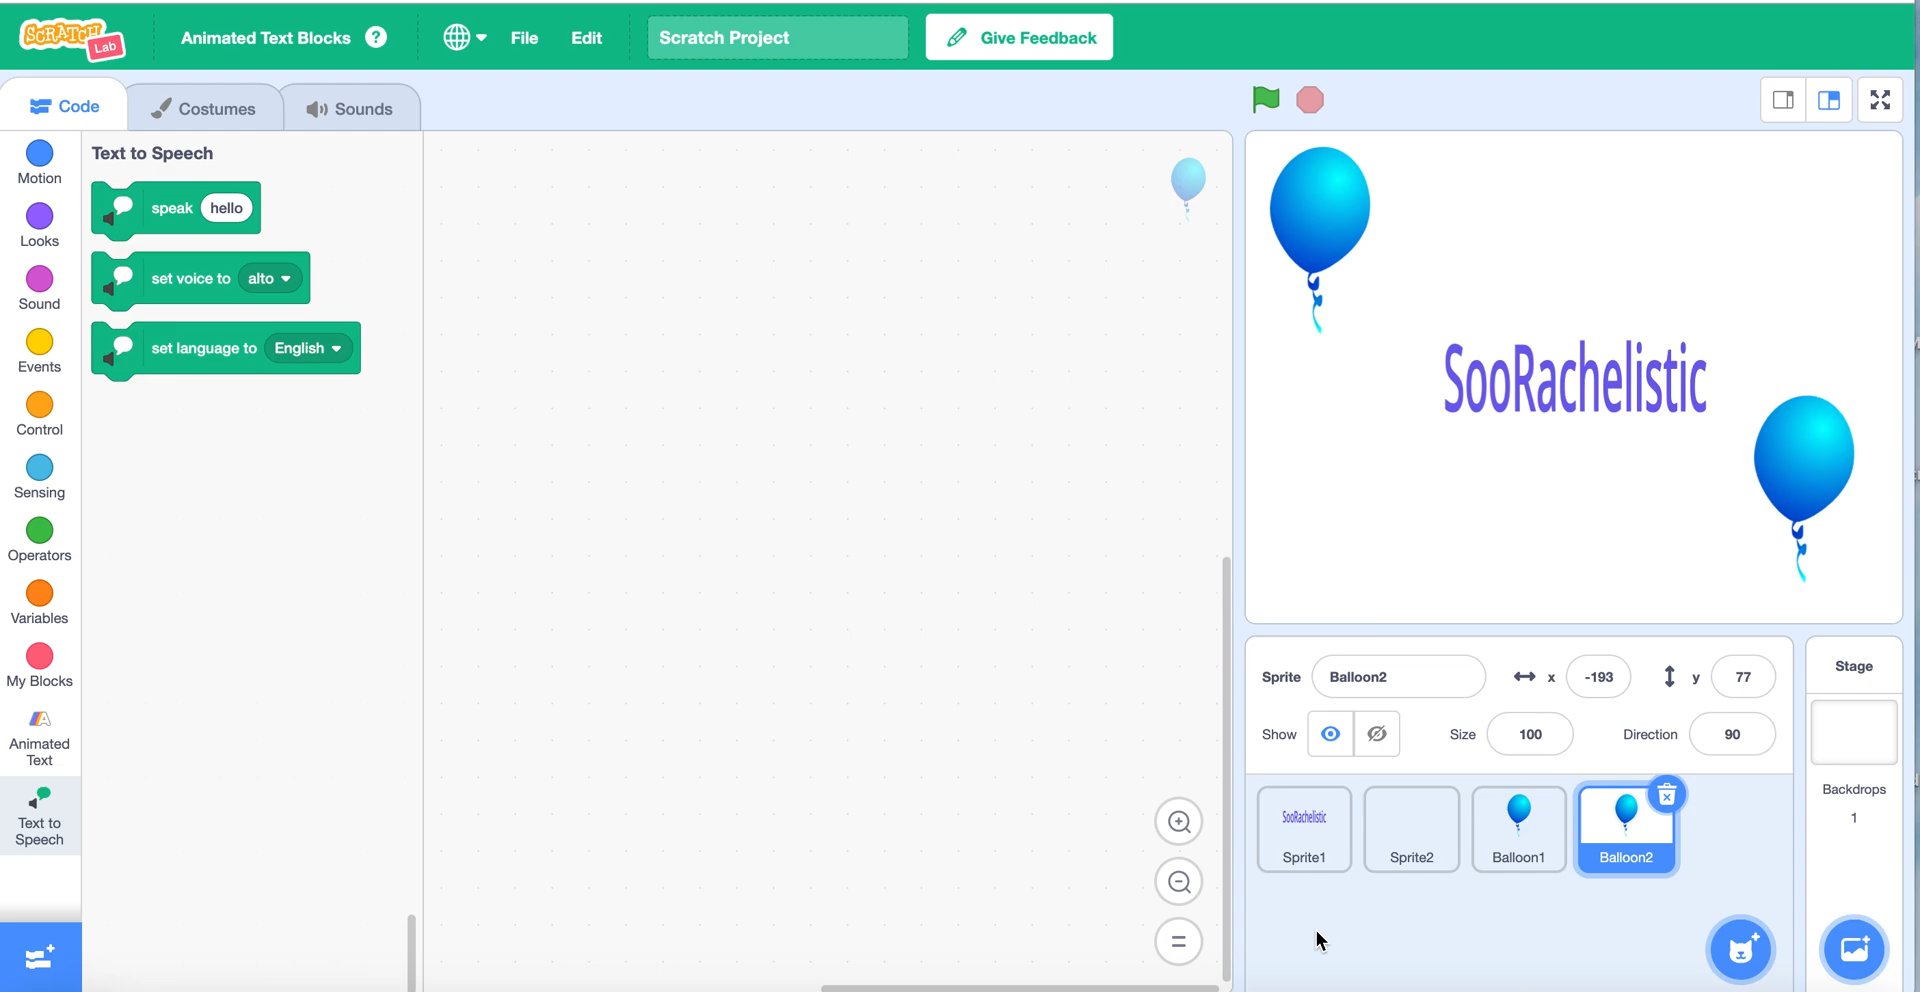 SCRATCH
Lab
Animated Text Blocks ?
File
Edit
Scratch Project
Give Feedback
Code
Costumes
Sounds
Motion
Looks
Sound
Events
Control
Sensing
Operators
Variables
My Blocks
Animated
Text
Text to
Speech
Text to Speech
speak hello
set voice to alto
set language to English
SooRachelistic
Sprite Balloon2 x -193 y 77
Show Size 100 Direction 90
SooRachelistic
Sprite1
Sprite2
Balloon1
Balloon2
Stage
Backdrops
1